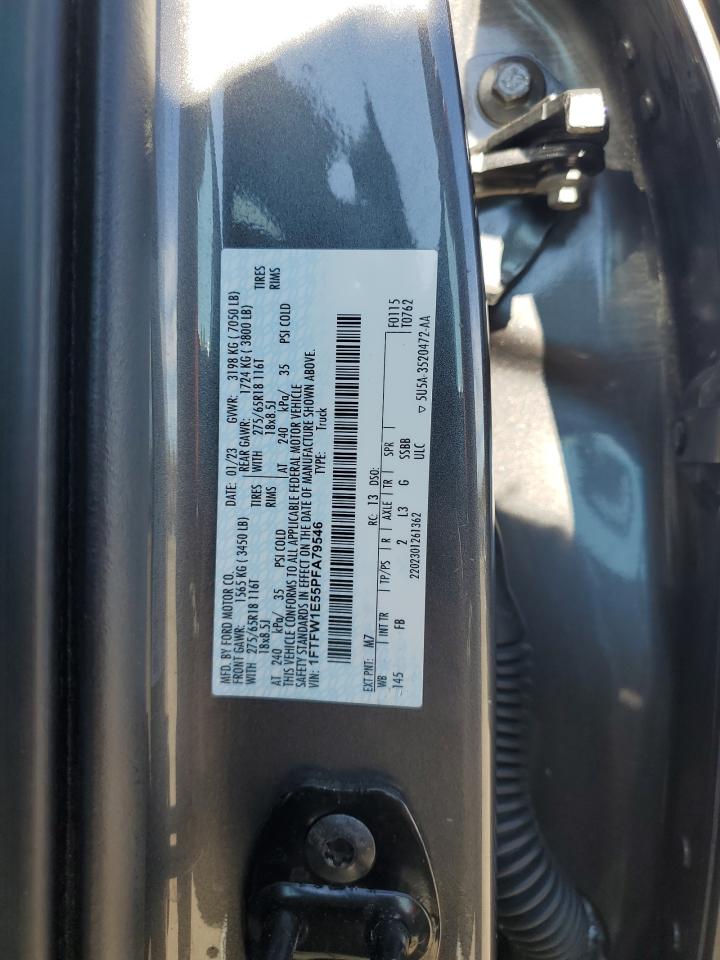 MFD. BY FORD MOTOR CO. DATE: 01/23 GVWR: 3198 KG ( 7050 LB)
FRONT GAWR: 1565 KG ( 3450 LB) REAR GAWR: 1724 KG ( 3800 LB)
WITH 275/65R18 116T TIRES WITH 275/65R18 116T TIRES
18x8.5J RIMS 18x8.5J RIMS
AT 240 kPa/ 35 PSI COLD AT 240 kPa/ 35 PSI COLD
THIS VEHICLE CONFORMS TO ALL APPLICABLE FEDERAL MOTOR VEHICLE
SAFETY STANDARDS IN EFFECT ON THE DATE OF MANUFACTURE SHOWN ABOVE.
VIN: 1FTFW1E55PFA79546 TYPE: Truck
EXT PNT: M7 RC: 13 DSO: F0115
WB INT TR TP/PS R AXLE TR SPR T0762
145 FB 2 L3 G SSBB
2202301261362 ULC ▽ 5U5A-3520472-AA